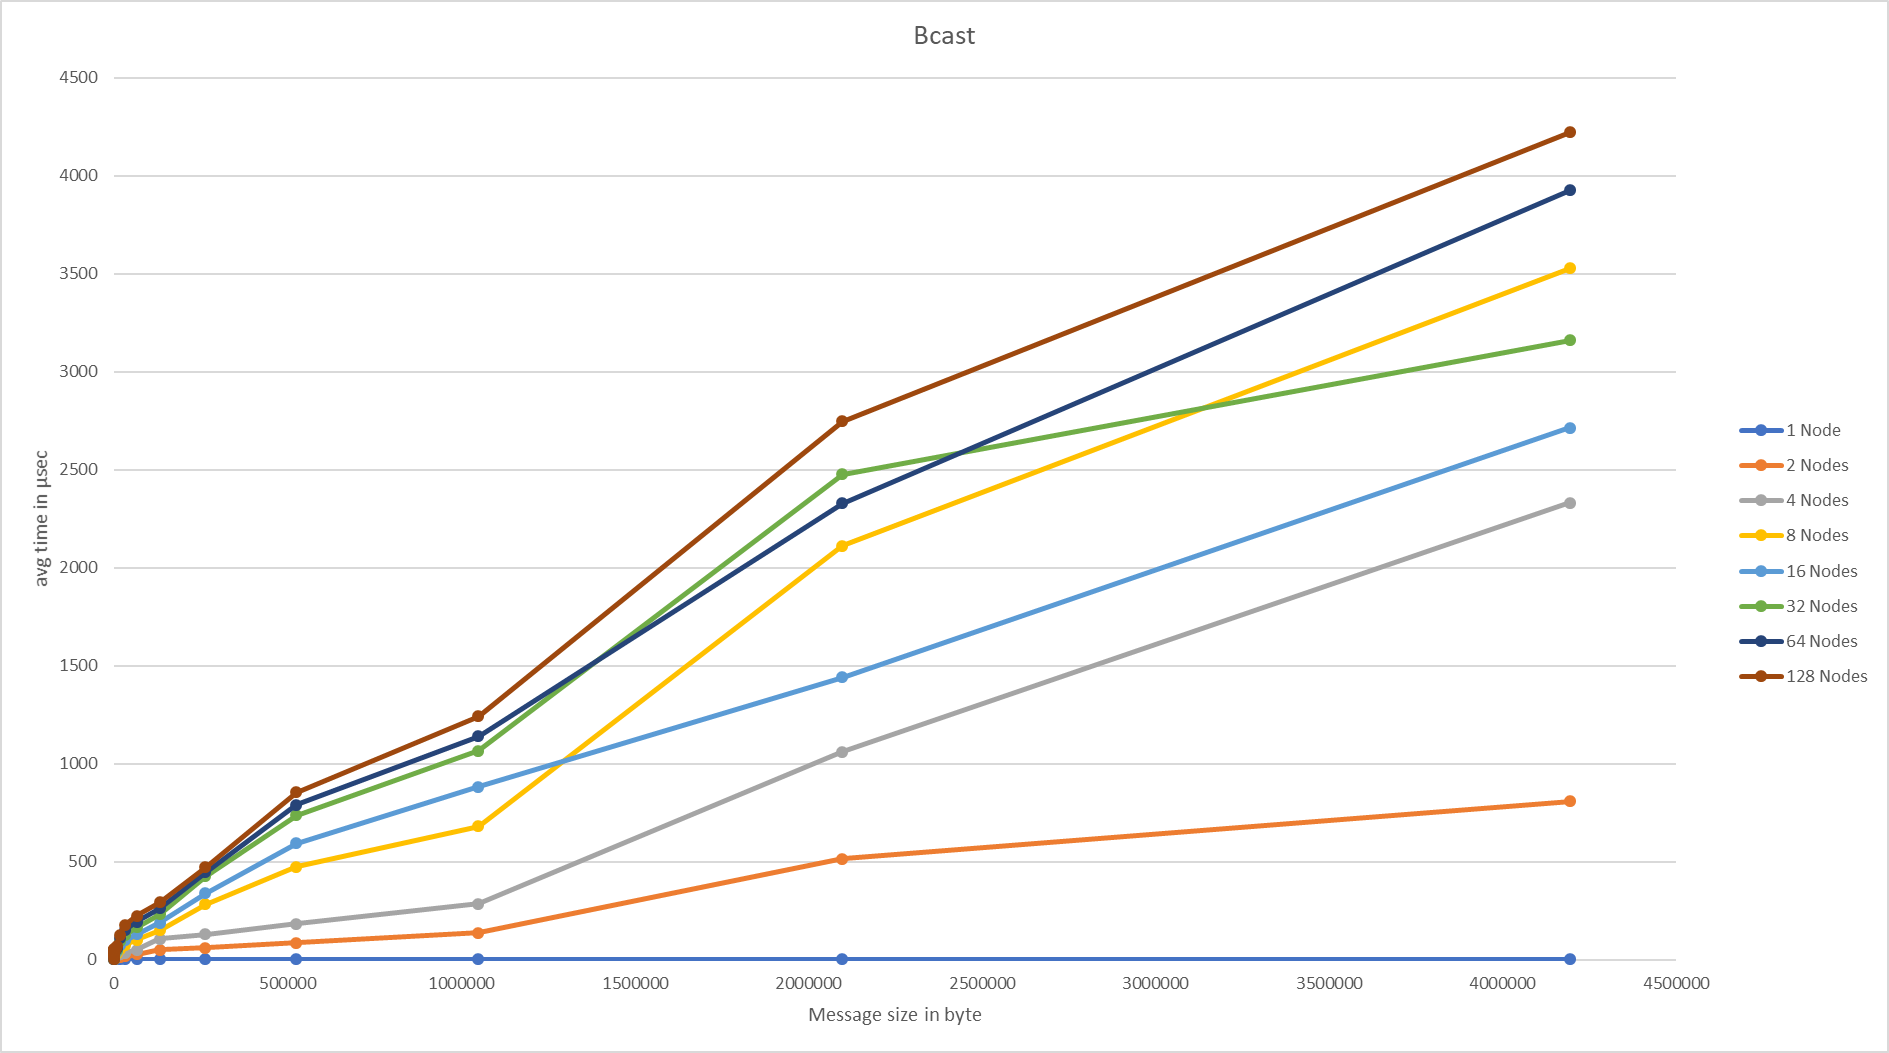 Bcast
4500
4000
3500
3000
2500
2000
1500
1000
500
0
avg time in µsec
0 500000 1000000 1500000 2000000 2500000 3000000 3500000 4000000 4500000
Message size in byte
1 Node
2 Nodes
4 Nodes
8 Nodes
16 Nodes
32 Nodes
64 Nodes
128 Nodes